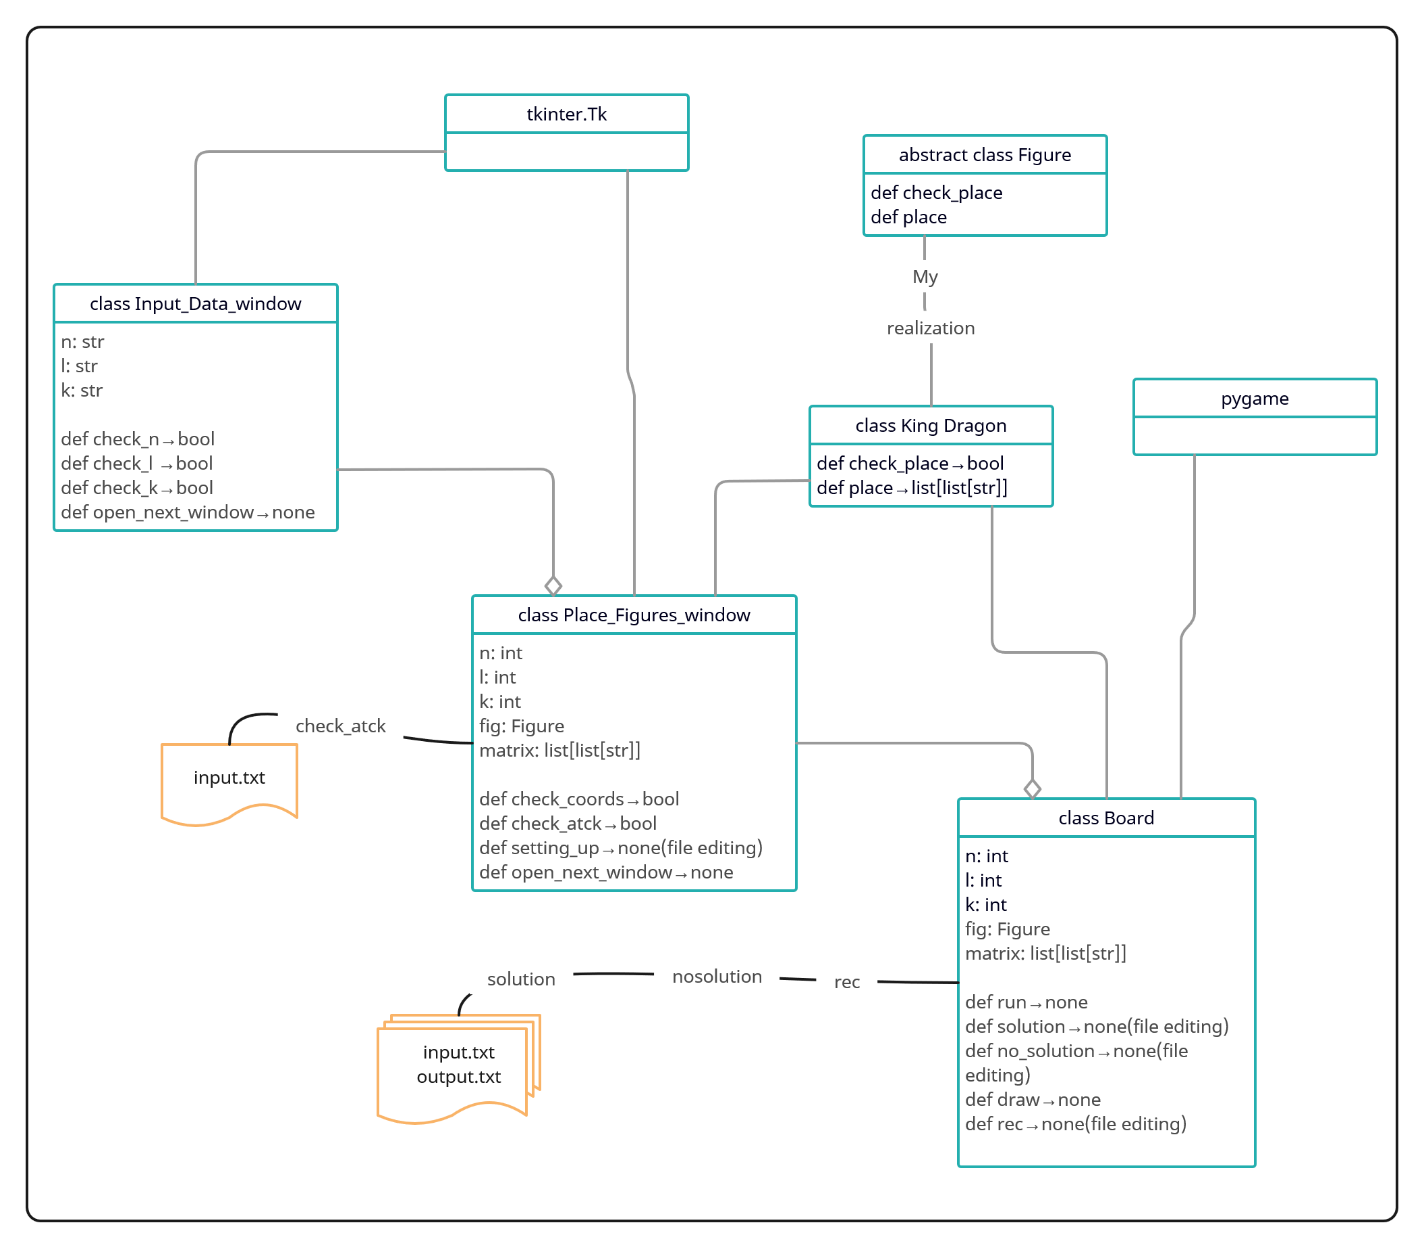 tkinter.Tk
abstract class Figure
def check_place
def place
My
realization
class Input_Data_window
n: str
l: str
k: str
def check_n→bool
def check_l →bool
def check_k→bool
def open_next_window→none
pygame
class King Dragon
def check_place→bool
def place→list[list[str]]
class Place_Figures_window
n: int
l: int
k: int
fig: Figure
matrix: list[list[str]]
def check_coords→bool
def check_atck→bool
def setting_up→none(file editing)
def open_next_window→none
check_atck
input.txt
class Board
n: int
l: int
k: int
fig: Figure
matrix: list[list[str]]
def run→none
def solution→none(file editing)
def no_solution→none(file
editing)
def draw→none
def rec→none(file editing)
solution
nosolution
rec
input.txt
output.txt